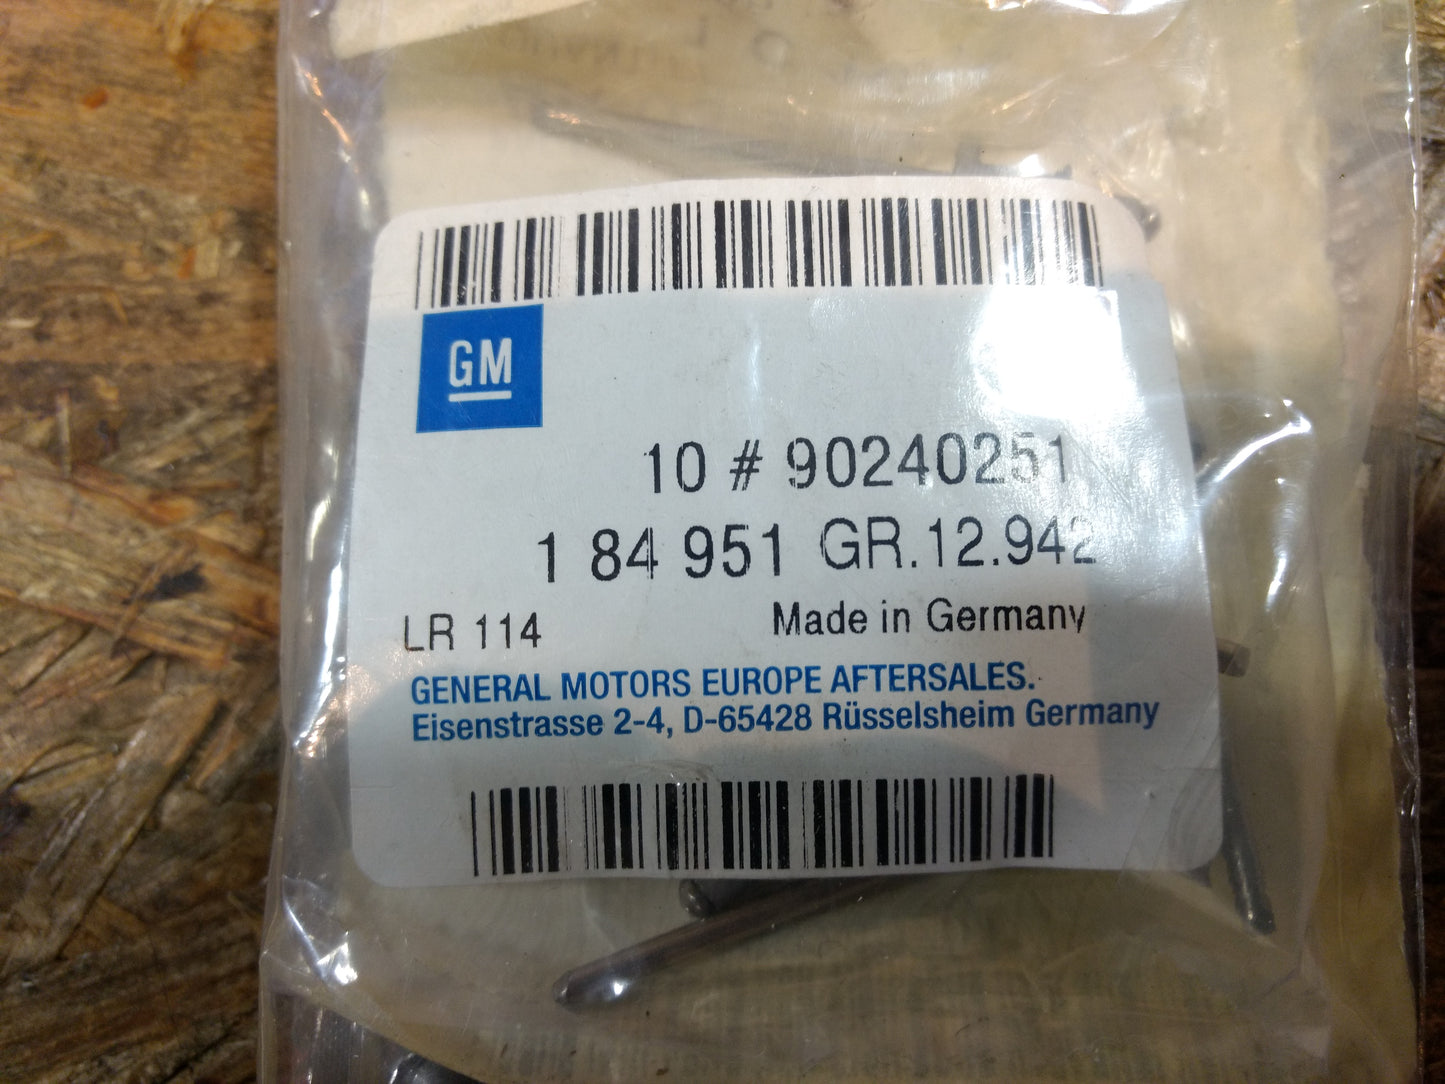 GM
10 # 90240251
1 84 951 GR.12.942
LR 114 Made in Germany
GENERAL MOTORS EUROPE AFTERSALES.
Eisenstrasse 2-4, D-65428 Rüsselsheim Germany